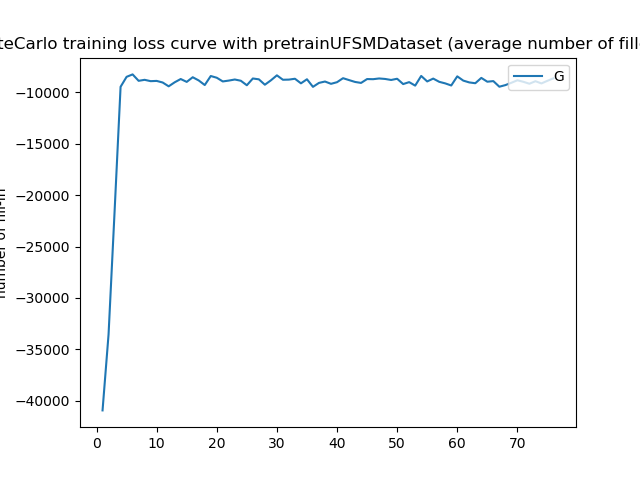 teCarlo training loss curve with pretrainUFSMDataset (average number of fill
G
number of fill-in
−10000
−15000
−20000
−25000
−30000
−35000
−40000
0 10 20 30 40 50 60 70